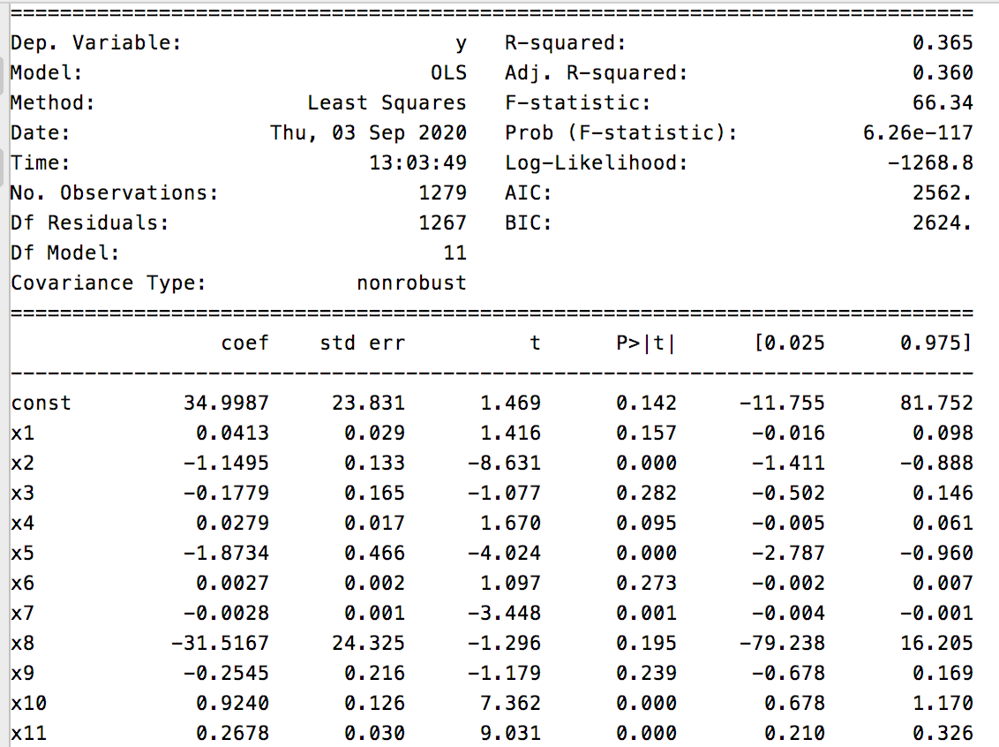 ==============================================================================
Dep. Variable:                      y   R-squared:                       0.365
Model:                            OLS   Adj. R-squared:                  0.360
Method:                 Least Squares   F-statistic:                     66.34
Date:                Thu, 03 Sep 2020   Prob (F-statistic):          6.26e-117
Time:                        13:03:49   Log-Likelihood:                -1268.8
No. Observations:                1279   AIC:                             2562.
Df Residuals:                    1267   BIC:                             2624.
Df Model:                          11
Covariance Type:            nonrobust
==============================================================================
                 coef    std err          t      P>|t|      [0.025      0.975]
------------------------------------------------------------------------------
const         34.9987     23.831      1.469      0.142     -11.755      81.752
x1             0.0413      0.029      1.416      0.157      -0.016       0.098
x2            -1.1495      0.133     -8.631      0.000      -1.411      -0.888
x3            -0.1779      0.165     -1.077      0.282      -0.502       0.146
x4             0.0279      0.017      1.670      0.095      -0.005       0.061
x5            -1.8734      0.466     -4.024      0.000      -2.787      -0.960
x6             0.0027      0.002      1.097      0.273      -0.002       0.007
x7            -0.0028      0.001     -3.448      0.001      -0.004      -0.001
x8           -31.5167     24.325     -1.296      0.195     -79.238      16.205
x9            -0.2545      0.216     -1.179      0.239      -0.678       0.169
x10            0.9240      0.126      7.362      0.000       0.678       1.170
x11            0.2678      0.030      9.031      0.000       0.210       0.326